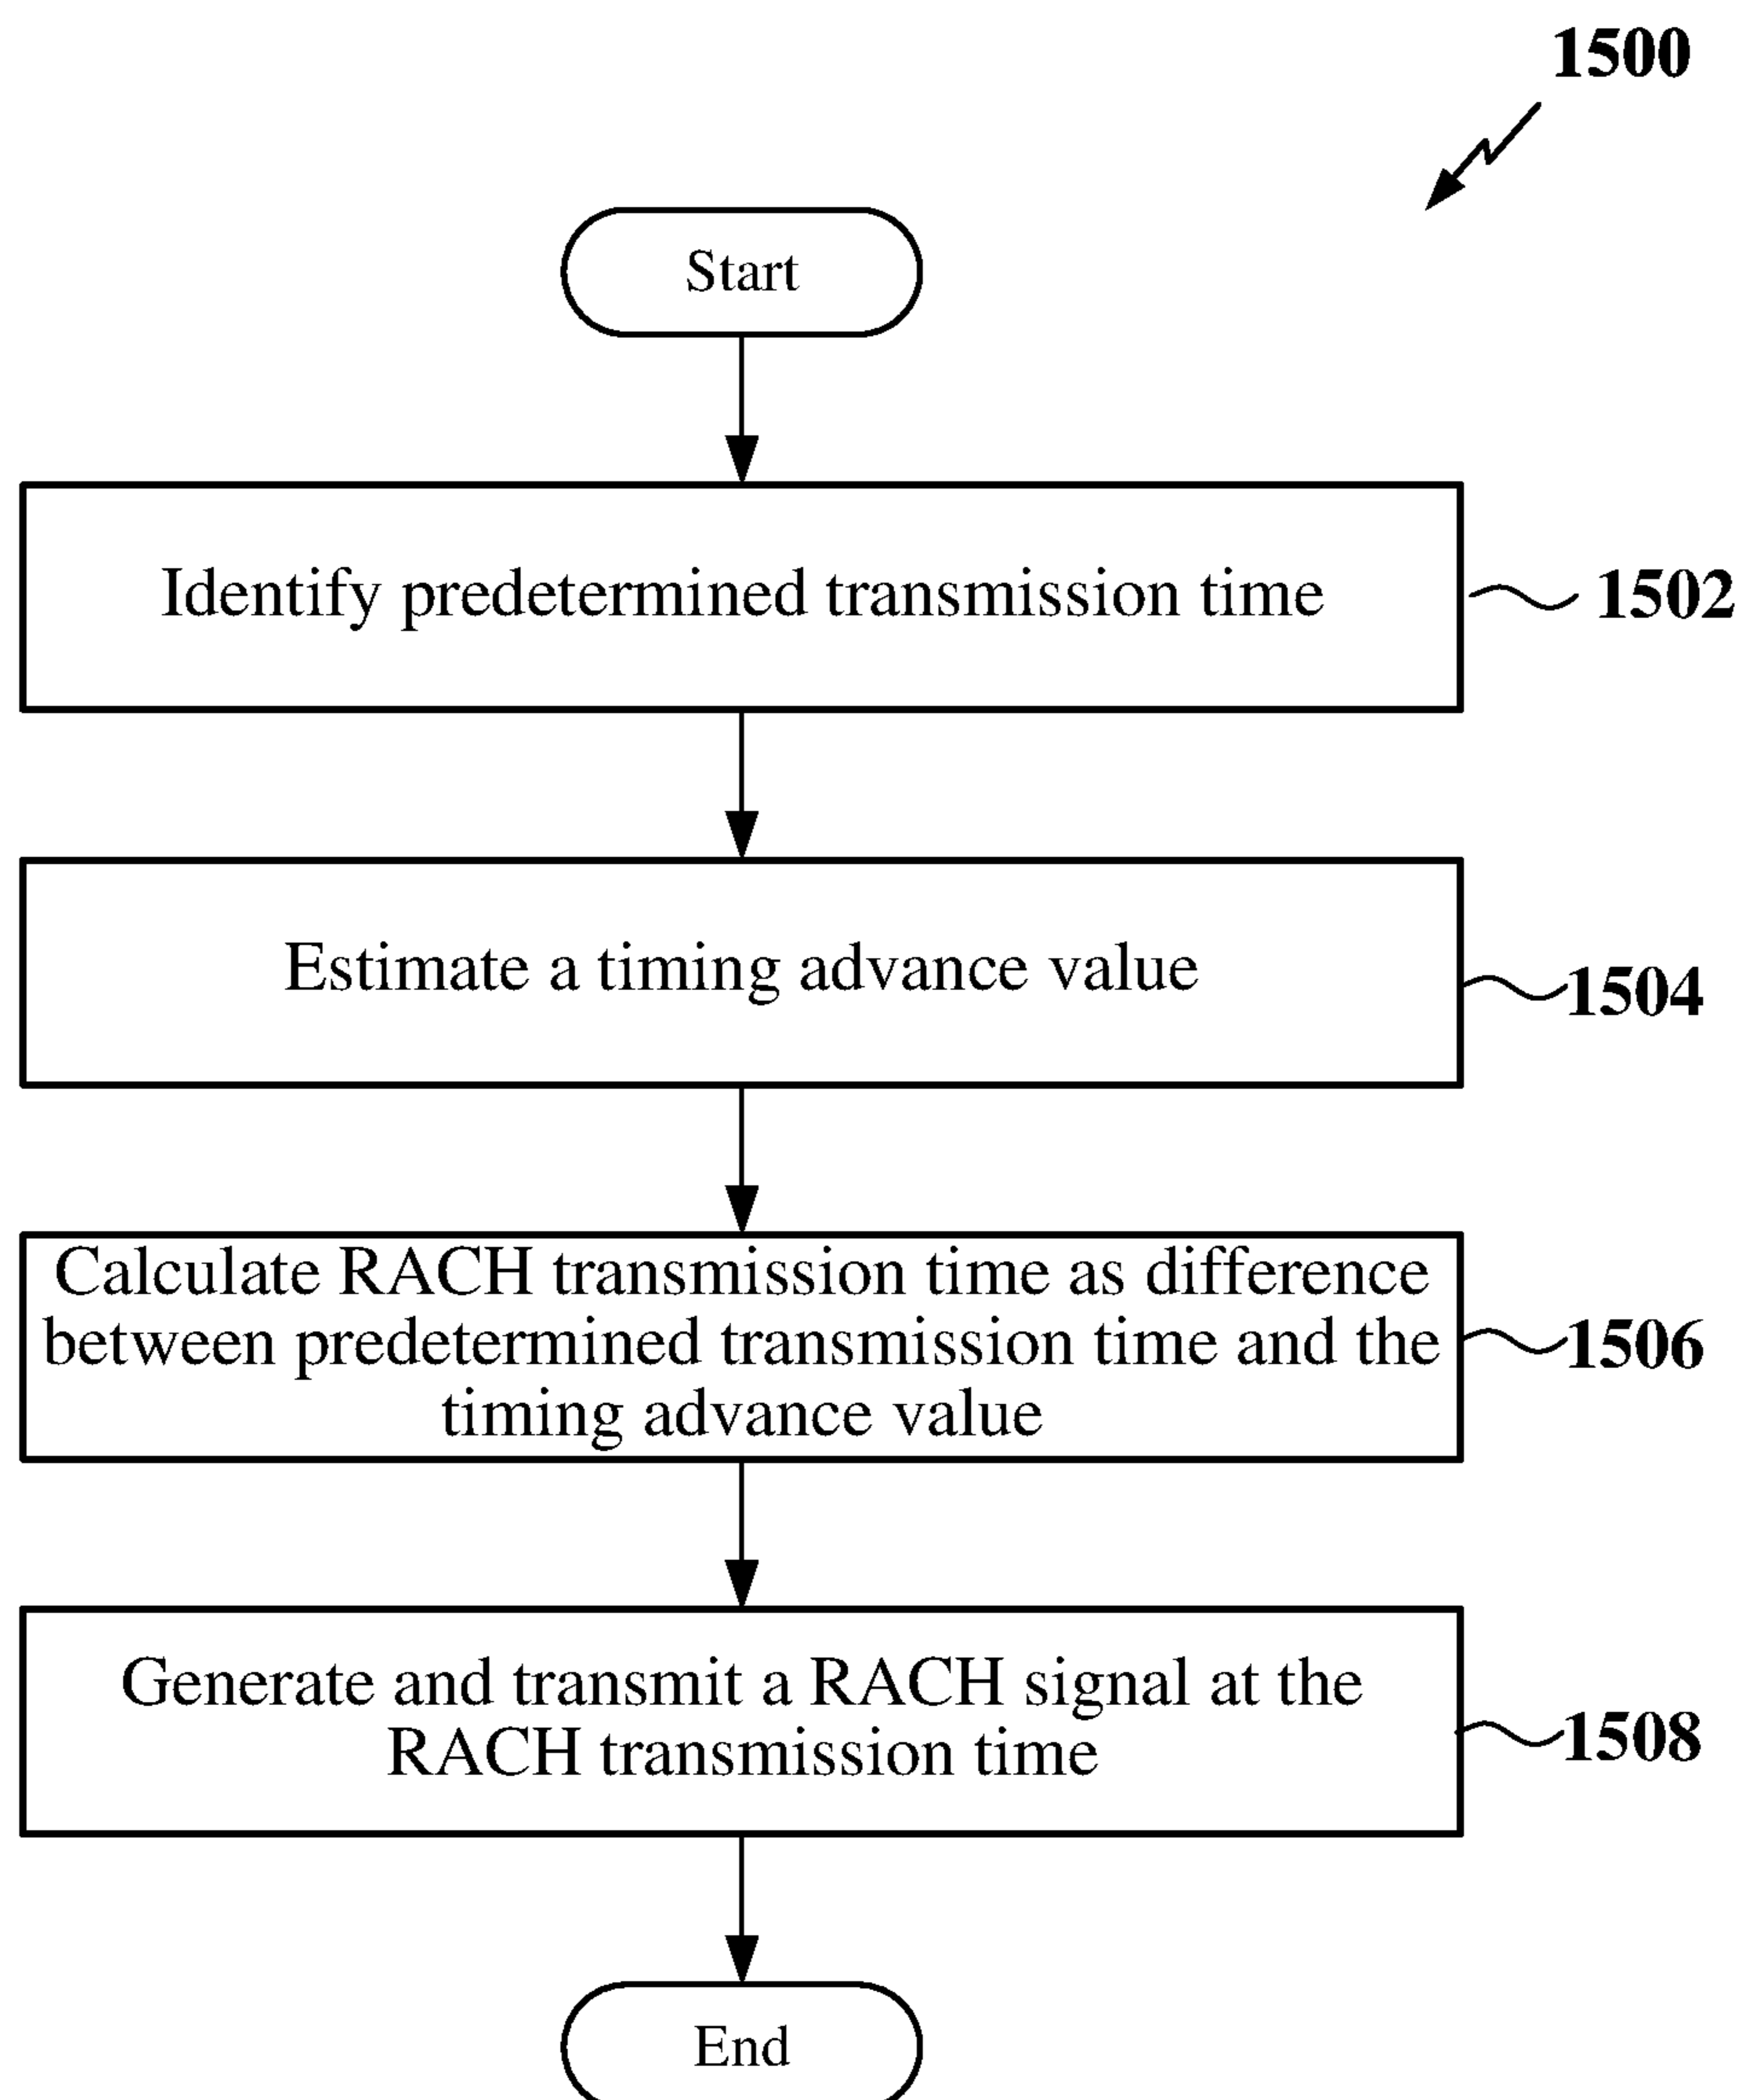 1500
Start
Identify predetermined transmission time
1502
Estimate a timing advance value
1504
Calculate RACH transmission time as difference
between predetermined transmission time and the
timing advance value
1506
Generate and transmit a RACH signal at the
RACH transmission time
1508
End